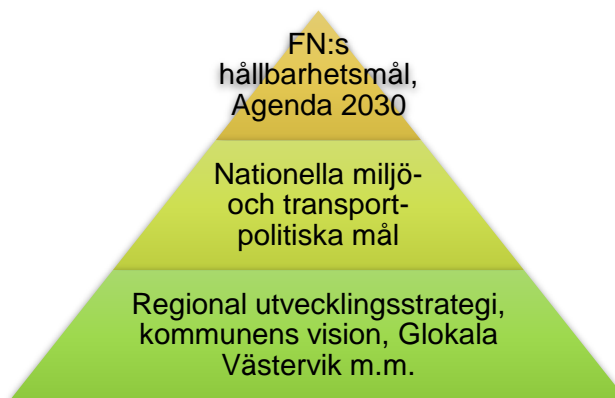 FN:s
hållbarhetsmål,
Agenda 2030
Nationella miljö-
och transport-
politiska mål
Regional utvecklingsstrategi,
kommunens vision, Glokala
Västervik m.m.